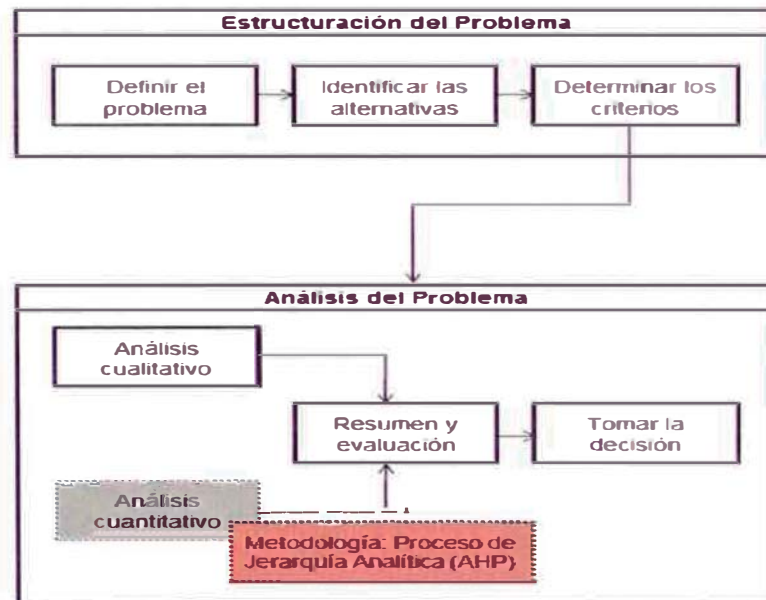 Estructuración del Problema
Definir el
problema
Identificar las
alternativas
Determinar los
criterios
Análisis del Problema
Análisis
cualitativo
Resumen y
evaluación
Tomar la
decisión
Análisis
cuantitativo
Metodología: Proceso de
Jerarquía Analítica (AHP)